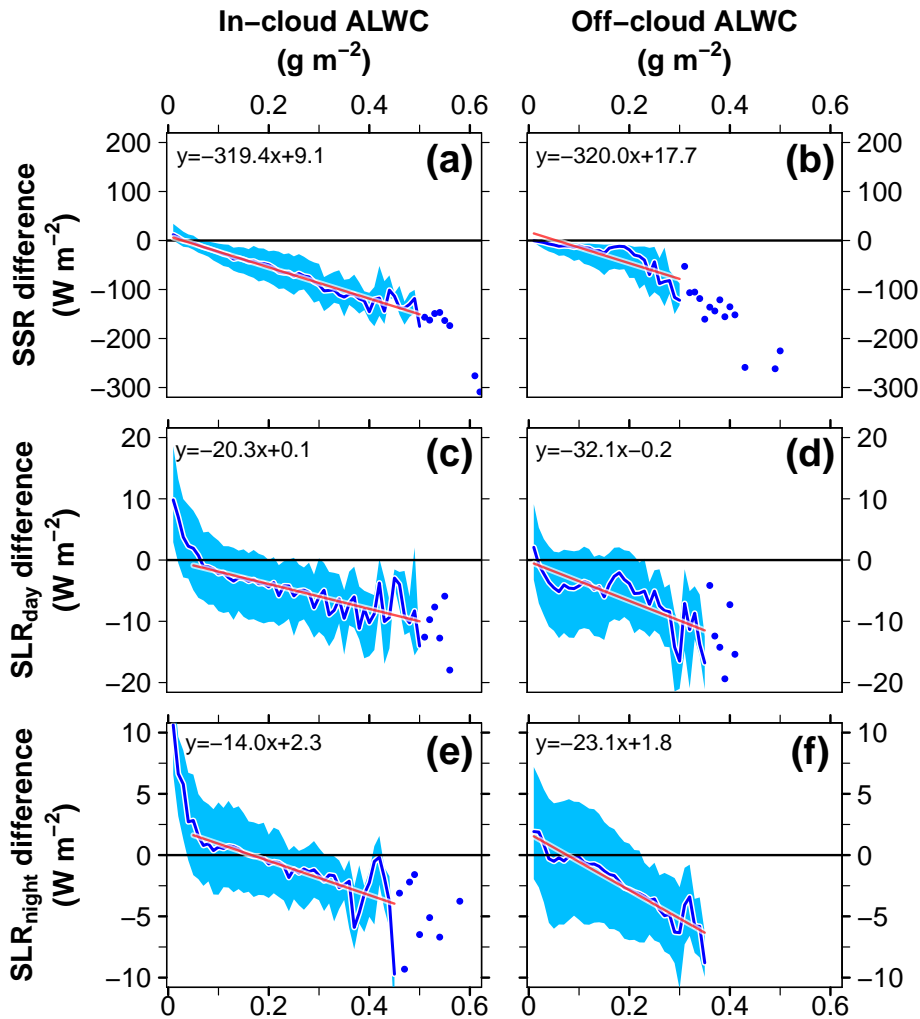 In−cloud ALWC
(g m−2)
Off−cloud ALWC
(g m−2)
0 0.2 0.4 0.6
0 0.2 0.4 0.6
SSR difference
(W m−2)
200
100
0
−100
−200
−300
y=−319.4x+9.1
(a)
y=−320.0x+17.7
(b)
200
100
0
−100
−200
−300
SLRday difference
(W m−2)
20
10
0
−10
−20
y=−20.3x+0.1
(c)
y=−32.1x−0.2
(d)
20
10
0
−10
−20
SLRnight difference
(W m−2)
10
5
0
−5
−10
y=−14.0x+2.3
(e)
y=−23.1x+1.8
(f)
10
5
0
−5
−10
0 0.2 0.4 0.6
0 0.2 0.4 0.6